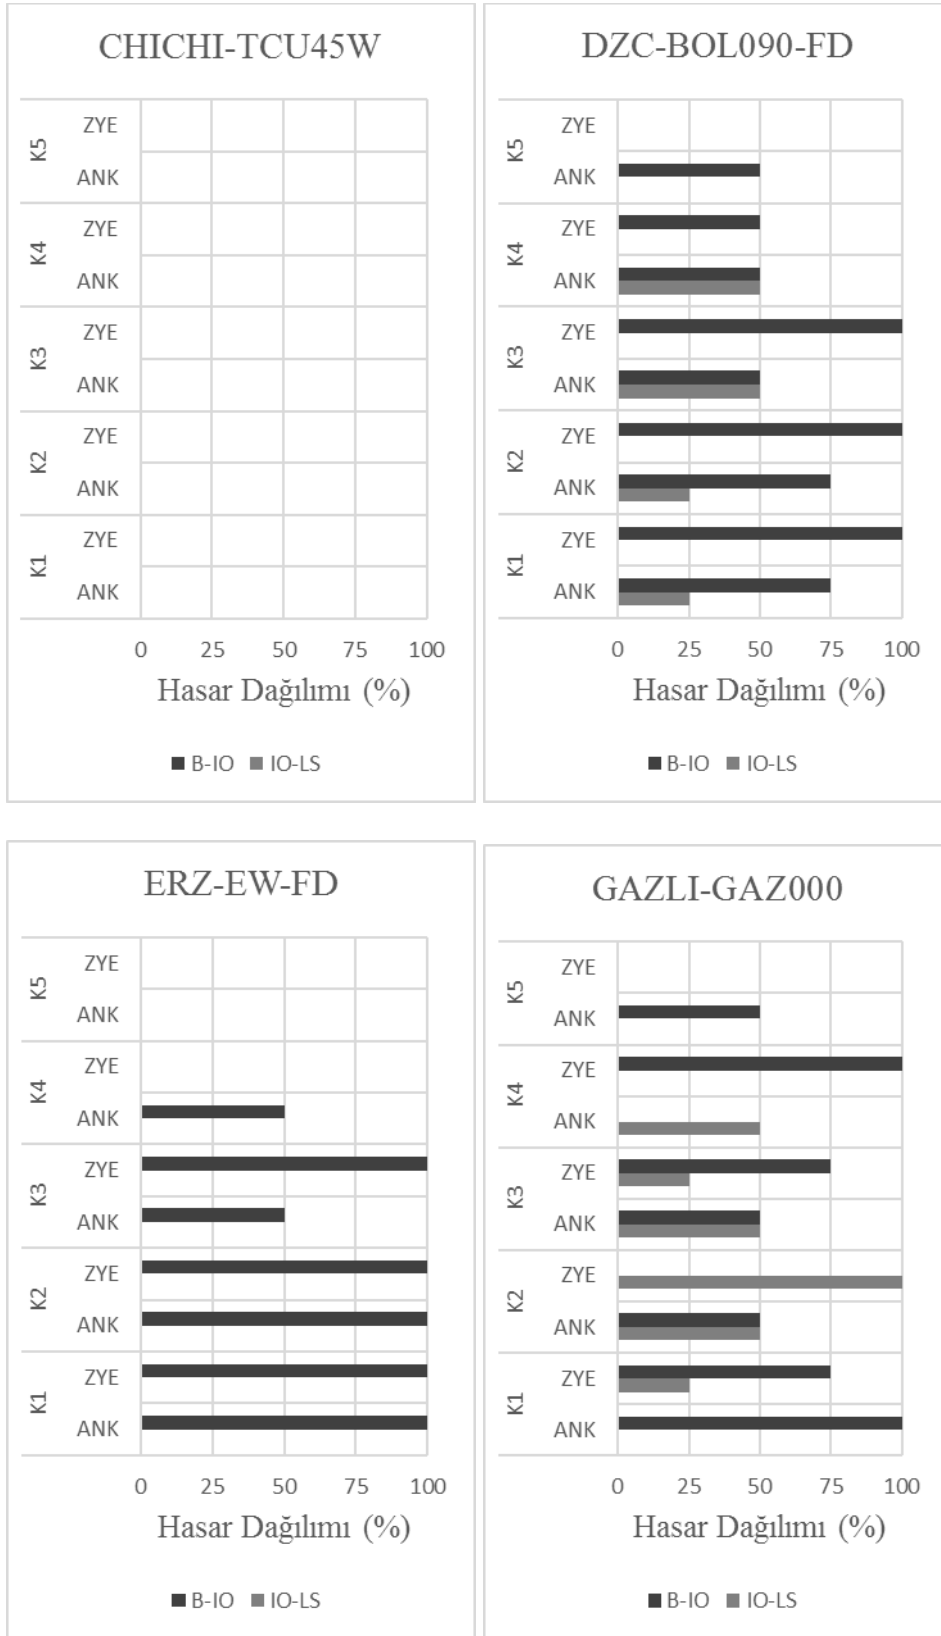 CHICHI-TCU45W
K5
ZYE
ANK
K4
ZYE
ANK
K3
ZYE
ANK
K2
ZYE
ANK
K1
ZYE
ANK
0 25 50 75 100
Hasar Dağılımı (%)
B-IO IO-LS
DZC-BOL090-FD
K5
ZYE
ANK
K4
ZYE
ANK
K3
ZYE
ANK
K2
ZYE
ANK
K1
ZYE
ANK
0 25 50 75 100
Hasar Dağılımı (%)
B-IO IO-LS
ERZ-EW-FD
K5
ZYE
ANK
K4
ZYE
ANK
K3
ZYE
ANK
K2
ZYE
ANK
K1
ZYE
ANK
0 25 50 75 100
Hasar Dağılımı (%)
B-IO IO-LS
GAZLI-GAZ000
K5
ZYE
ANK
K4
ZYE
ANK
K3
ZYE
ANK
K2
ZYE
ANK
K1
ZYE
ANK
0 25 50 75 100
Hasar Dağılımı (%)
B-IO IO-LS